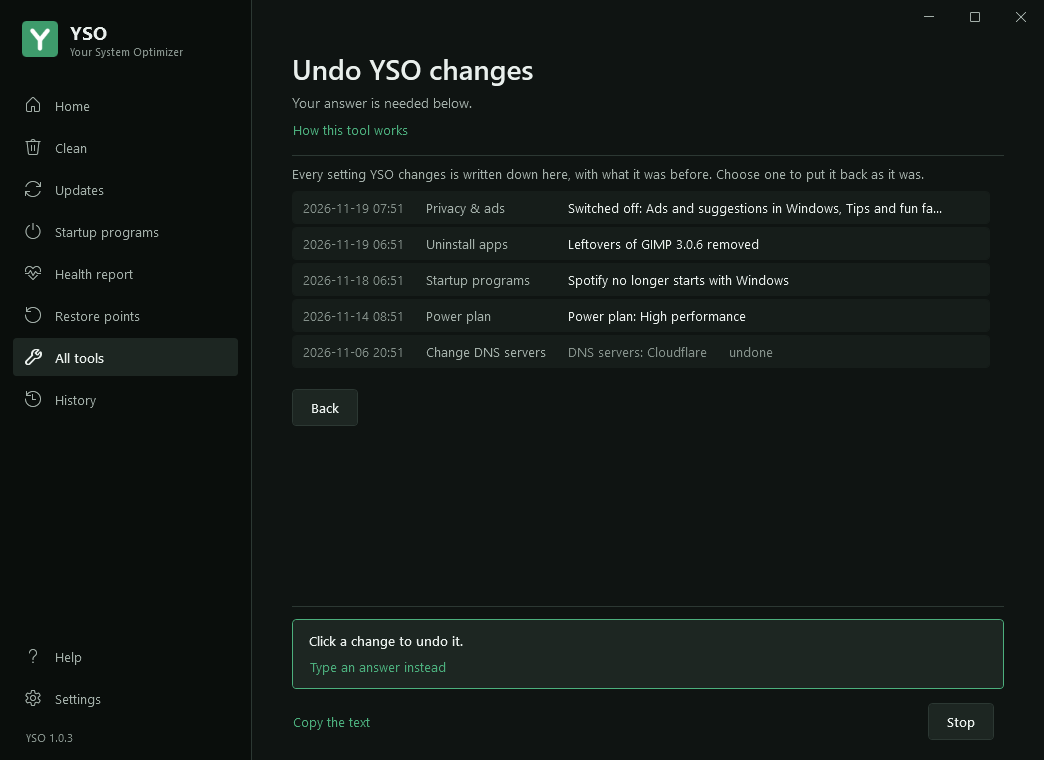 Y
YSO
Your System Optimizer
Home
Clean
Updates
Startup programs
Health report
Restore points
All tools
History
Help
Settings
YSO 1.0.3
Undo YSO changes
Your answer is needed below.
How this tool works
Every setting YSO changes is written down here, with what it was before. Choose one to put it back as it was.
2026-11-19 07:51 Privacy & ads Switched off: Ads and suggestions in Windows, Tips and fun fa...
2026-11-19 06:51 Uninstall apps Leftovers of GIMP 3.0.6 removed
2026-11-18 06:51 Startup programs Spotify no longer starts with Windows
2026-11-14 08:51 Power plan Power plan: High performance
2026-11-06 20:51 Change DNS servers DNS servers: Cloudflare undone
Back
Click a change to undo it.
Type an answer instead
Copy the text
Stop